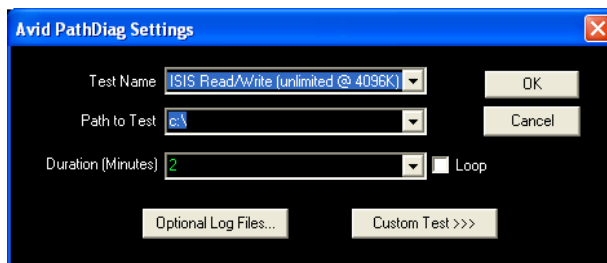 Avid PathDiag Settings
Test Name ISIS Read/Write (unlimited @ 4096K) OK
Path to Test c:\ Cancel
Duration (Minutes) 2 Loop
Optional Log Files... Custom Test >>>